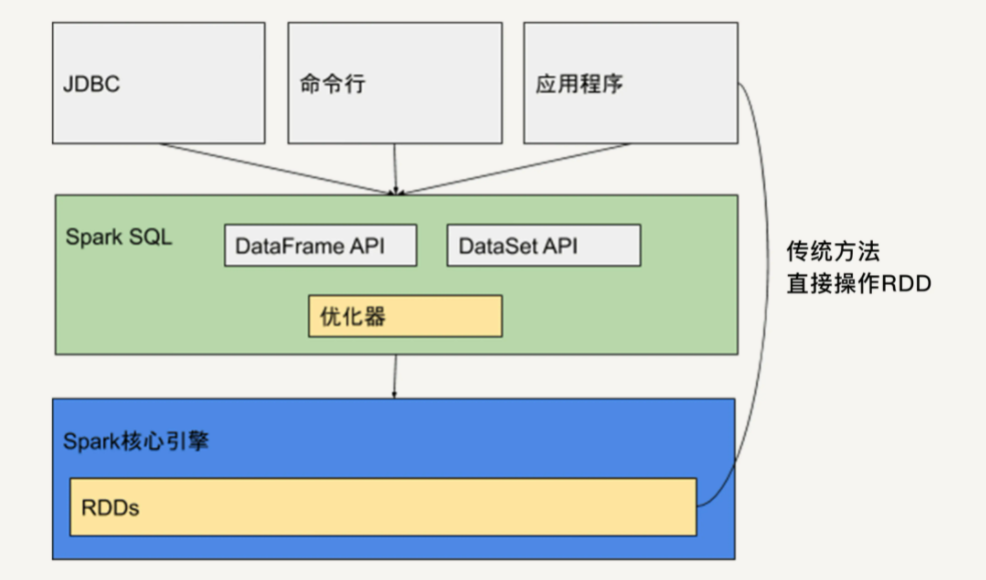 JDBC
命令行
应用程序
Spark SQL
DataFrame API
DataSet API
优化器
传统方法
直接操作RDD
Spark核心引擎
RDDs